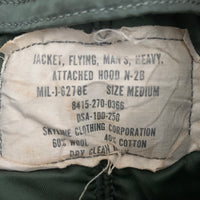 JACKET, FLYING, MAN'S, HEAVY,
ATTACHED HOOD N-2B
MIL-J-6278E SIZE MEDIUM
8415-270-0366
DSA-100-250
SKYLINE CLOTHING CORPORATION
60% WOOL 40% COTTON
DRY CLEAN